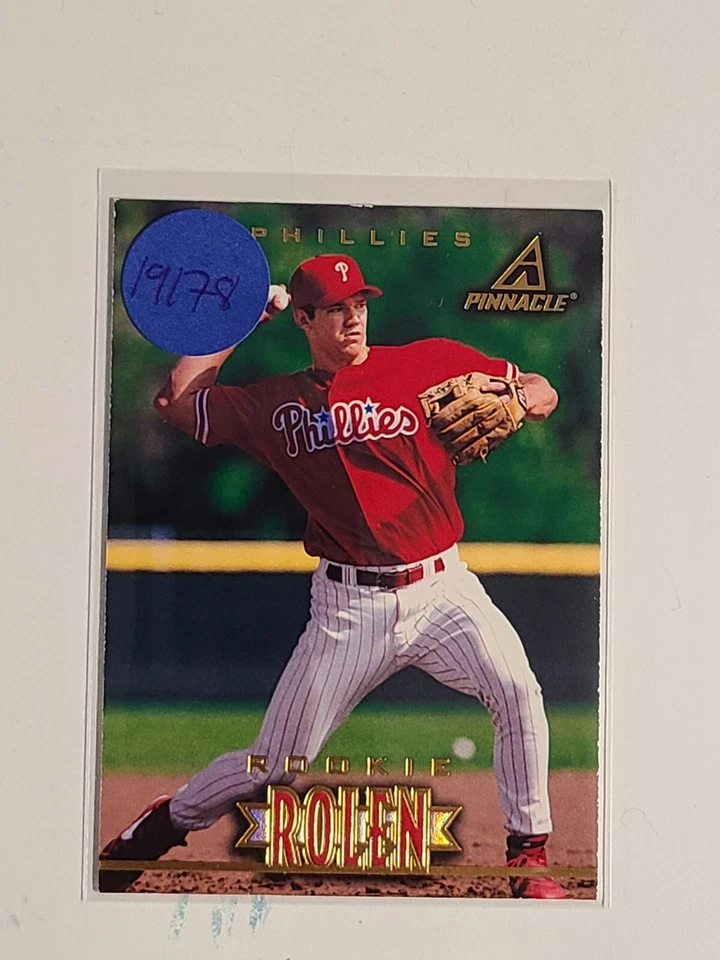 PHILLIES
19178
PINNACLE®
P
Phillies
ROOKIE
ROLEN